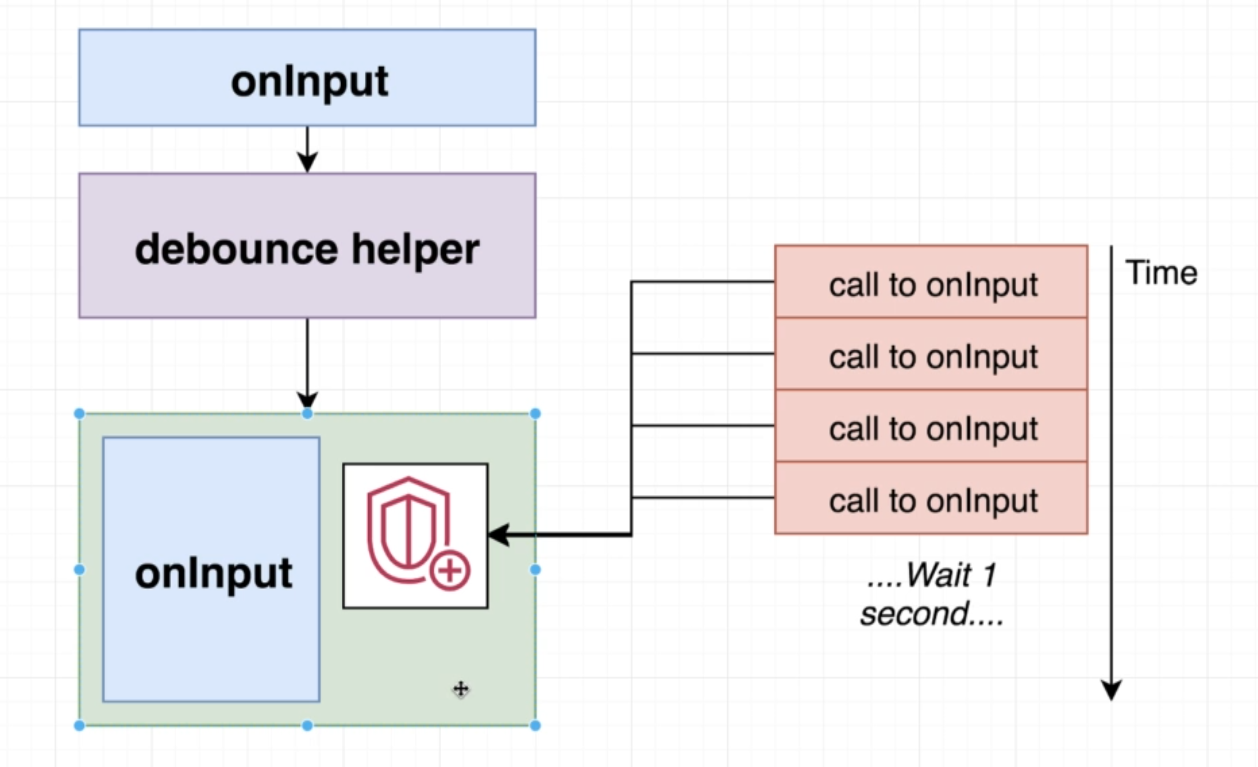 onInput
debounce helper
onInput
call to onInput
call to onInput
call to onInput
call to onInput
....Wait 1
second....
Time